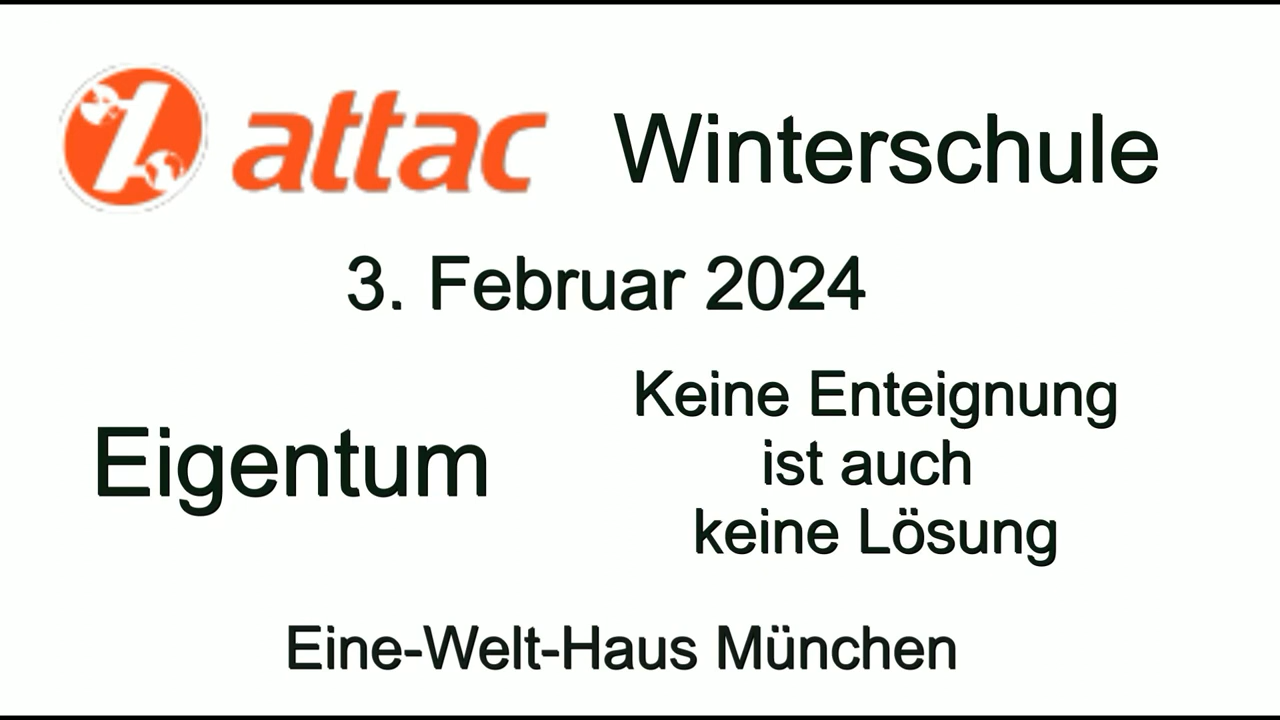 attac Winterschule
3. Februar 2024
Eigentum
Keine Enteignung
ist auch
keine Lösung
Eine-Welt-Haus München